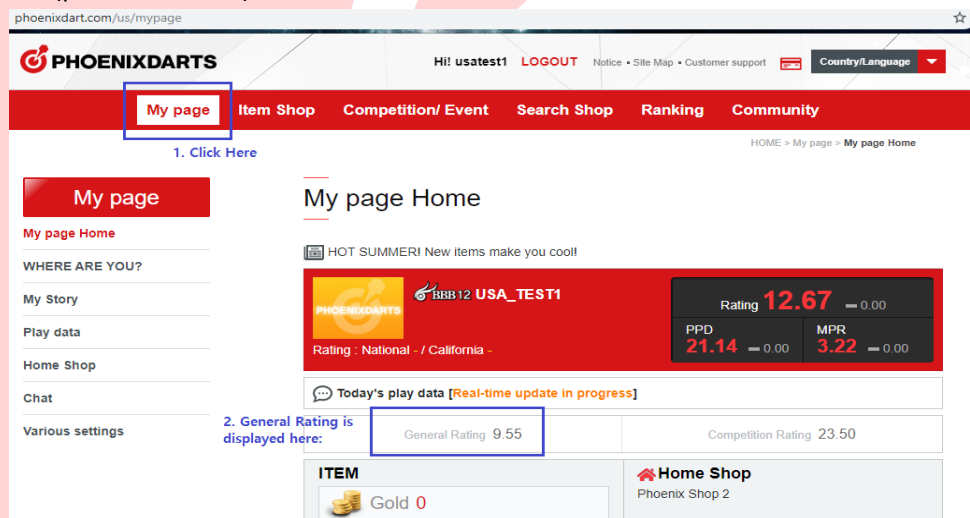 phoenixdart.com/us/mypage
PHOENIXDARTS
Hi! usatest1 LOGOUT Notice ▪ Site Map ▪ Customer support Country/Language
My page Item Shop Competition/ Event Search Shop Ranking Community
1. Click Here
HOME > My page > My page Home
My page
My page Home
WHERE ARE YOU?
My Story
Play data
Home Shop
Chat
Various settings
My page Home
HOT SUMMER! New items make you cool!
PHOENIXDARTS
BBB12 USA_TEST1
Rating : National - / California -
Rating 12.67 0.00
PPD MPR
21.14 0.00 3.22 0.00
Today's play data [Real-time update in progress]
2. General Rating is
displayed here:
General Rating 9.55
Competition Rating 23.50
ITEM
Gold 0
Home Shop
Phoenix Shop 2